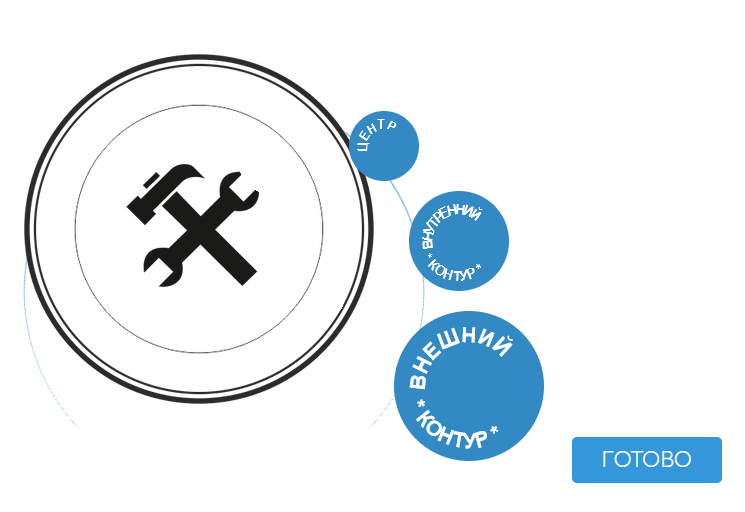 ЦЕНТР
ВНУТРЕННИЙ
* КОНТУР *
ВНЕШНИЙ
* КОНТУР *
ГОТОВО